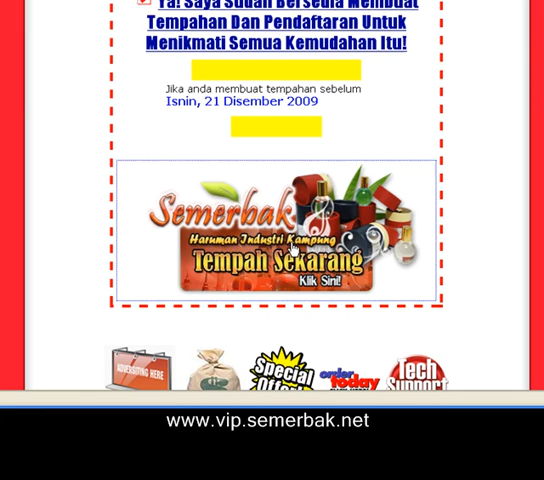 Ya! Saya Sudah Bersedia Membuat
Tempahan Dan Pendaftaran Untuk
Menikmati Semua Kemudahan Itu!
Jika anda membuat tempahan sebelum
Isnin, 21 Disember 2009
Semerbak
Haruman Industri Kampung
Tempah Sekarang
Klik Sini!
ADVERTISING HERE
Special Offer!
order today
Tech Support
www.vip.semerbak.net